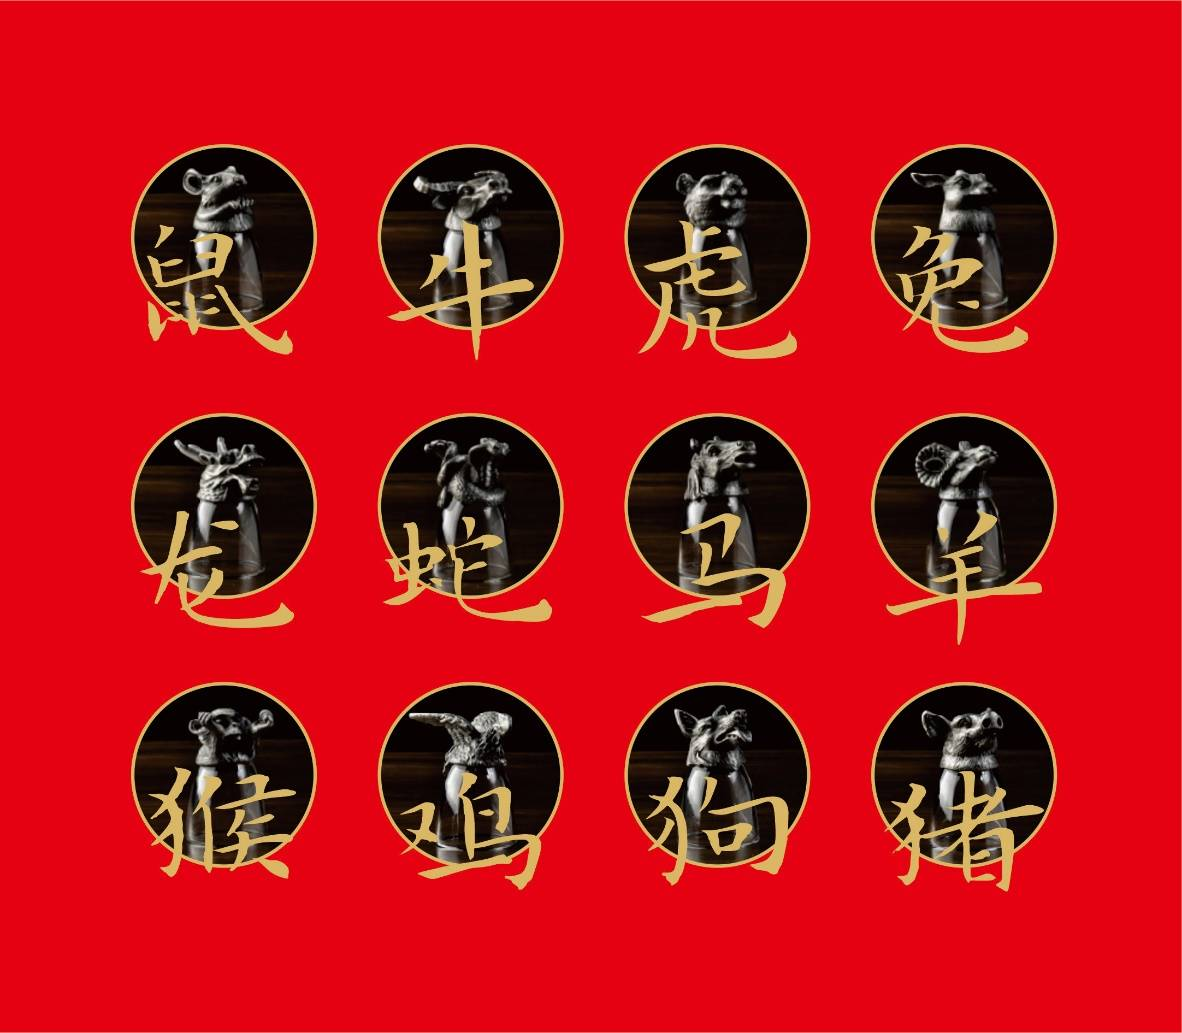 鼠 牛 虎 兔
龙 蛇 马 羊
猴 鸡 狗 猪